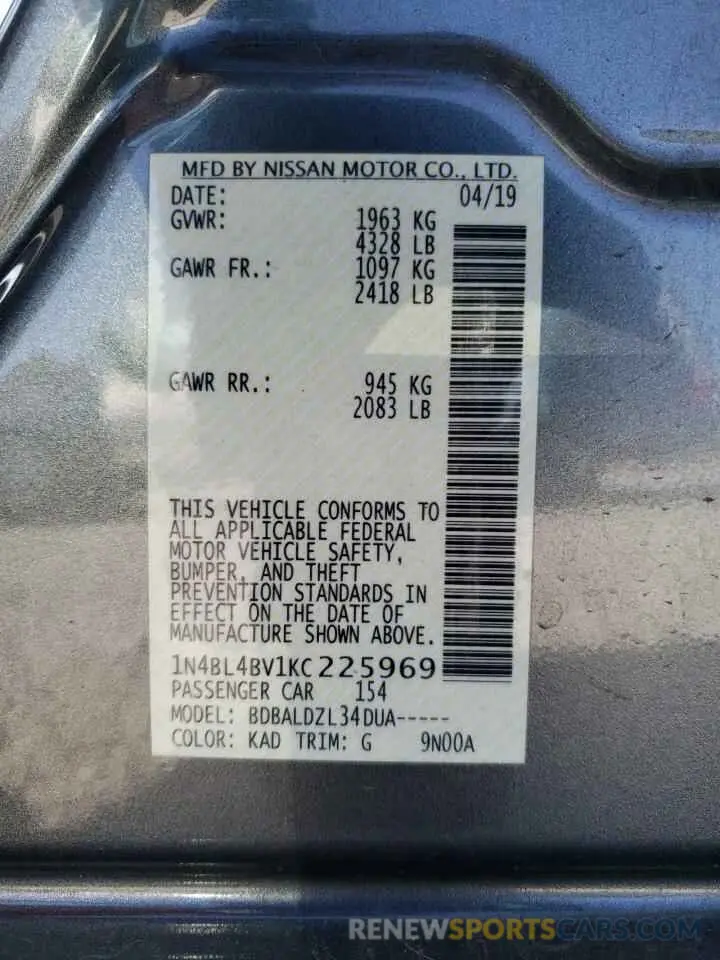 MFD BY NISSAN MOTOR CO., LTD.
DATE: 04/19
GVWR: 1963 KG
4328 LB
GAWR FR.: 1097 KG
2418 LB
GAWR RR.: 945 KG
2083 LB
THIS VEHICLE CONFORMS TO
ALL APPLICABLE FEDERAL
MOTOR VEHICLE SAFETY,
BUMPER, AND THEFT
PREVENTION STANDARDS IN
EFFECT ON THE DATE OF
MANUFACTURE SHOWN ABOVE.
1N4BL4BV1KC225969
PASSENGER CAR 154
MODEL: BDBALDZL34DUA-----
COLOR: KAD TRIM: G 9N00A
RENEWSPORTSCARS.COM